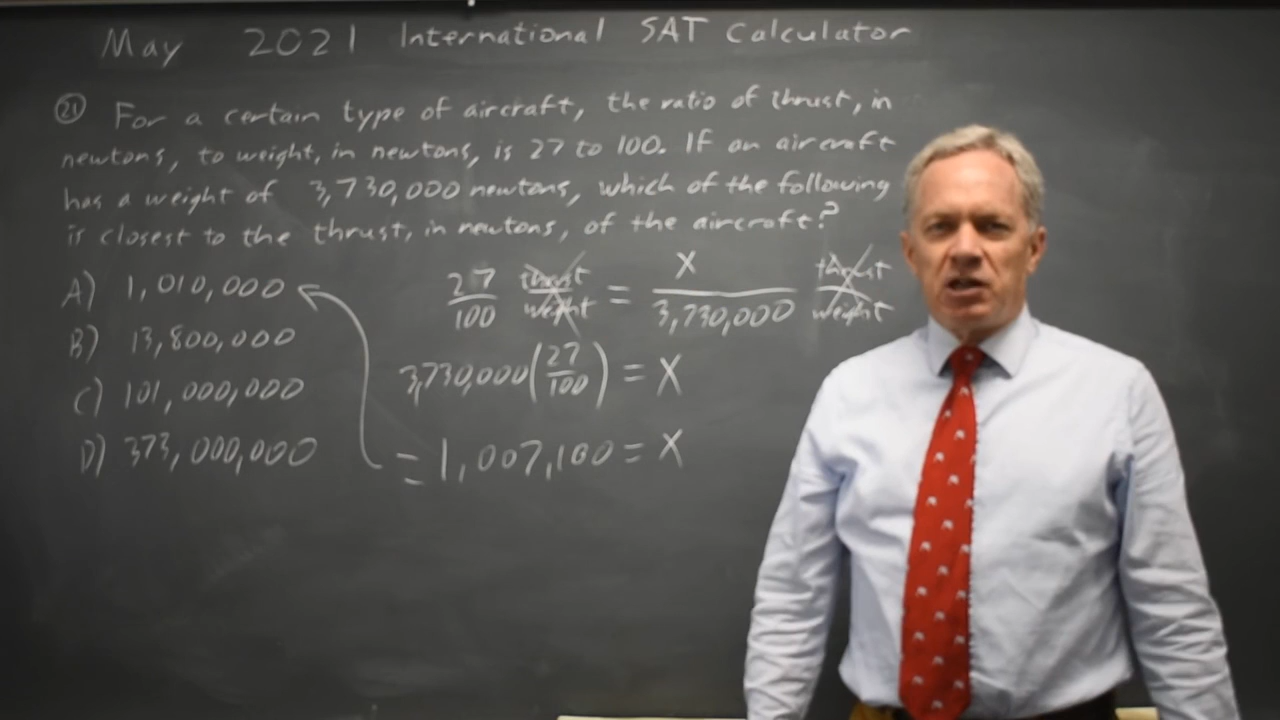 May 2021 International SAT Calculator
21 For a certain type of aircraft, the ratio of thrust, in
newtons, to weight, in newtons, is 27 to 100. If an aircraft
has a weight of 3,730,000 newtons, which of the following
is closest to the thrust, in newtons, of the aircraft?
A) 1,010,000
B) 13,800,000
C) 101,000,000
D) 373,000,000
27/100 thrust/weight = X/3,730,000 thrust/weight
3,730,000(27/100) = X
= 1,007,100 = X